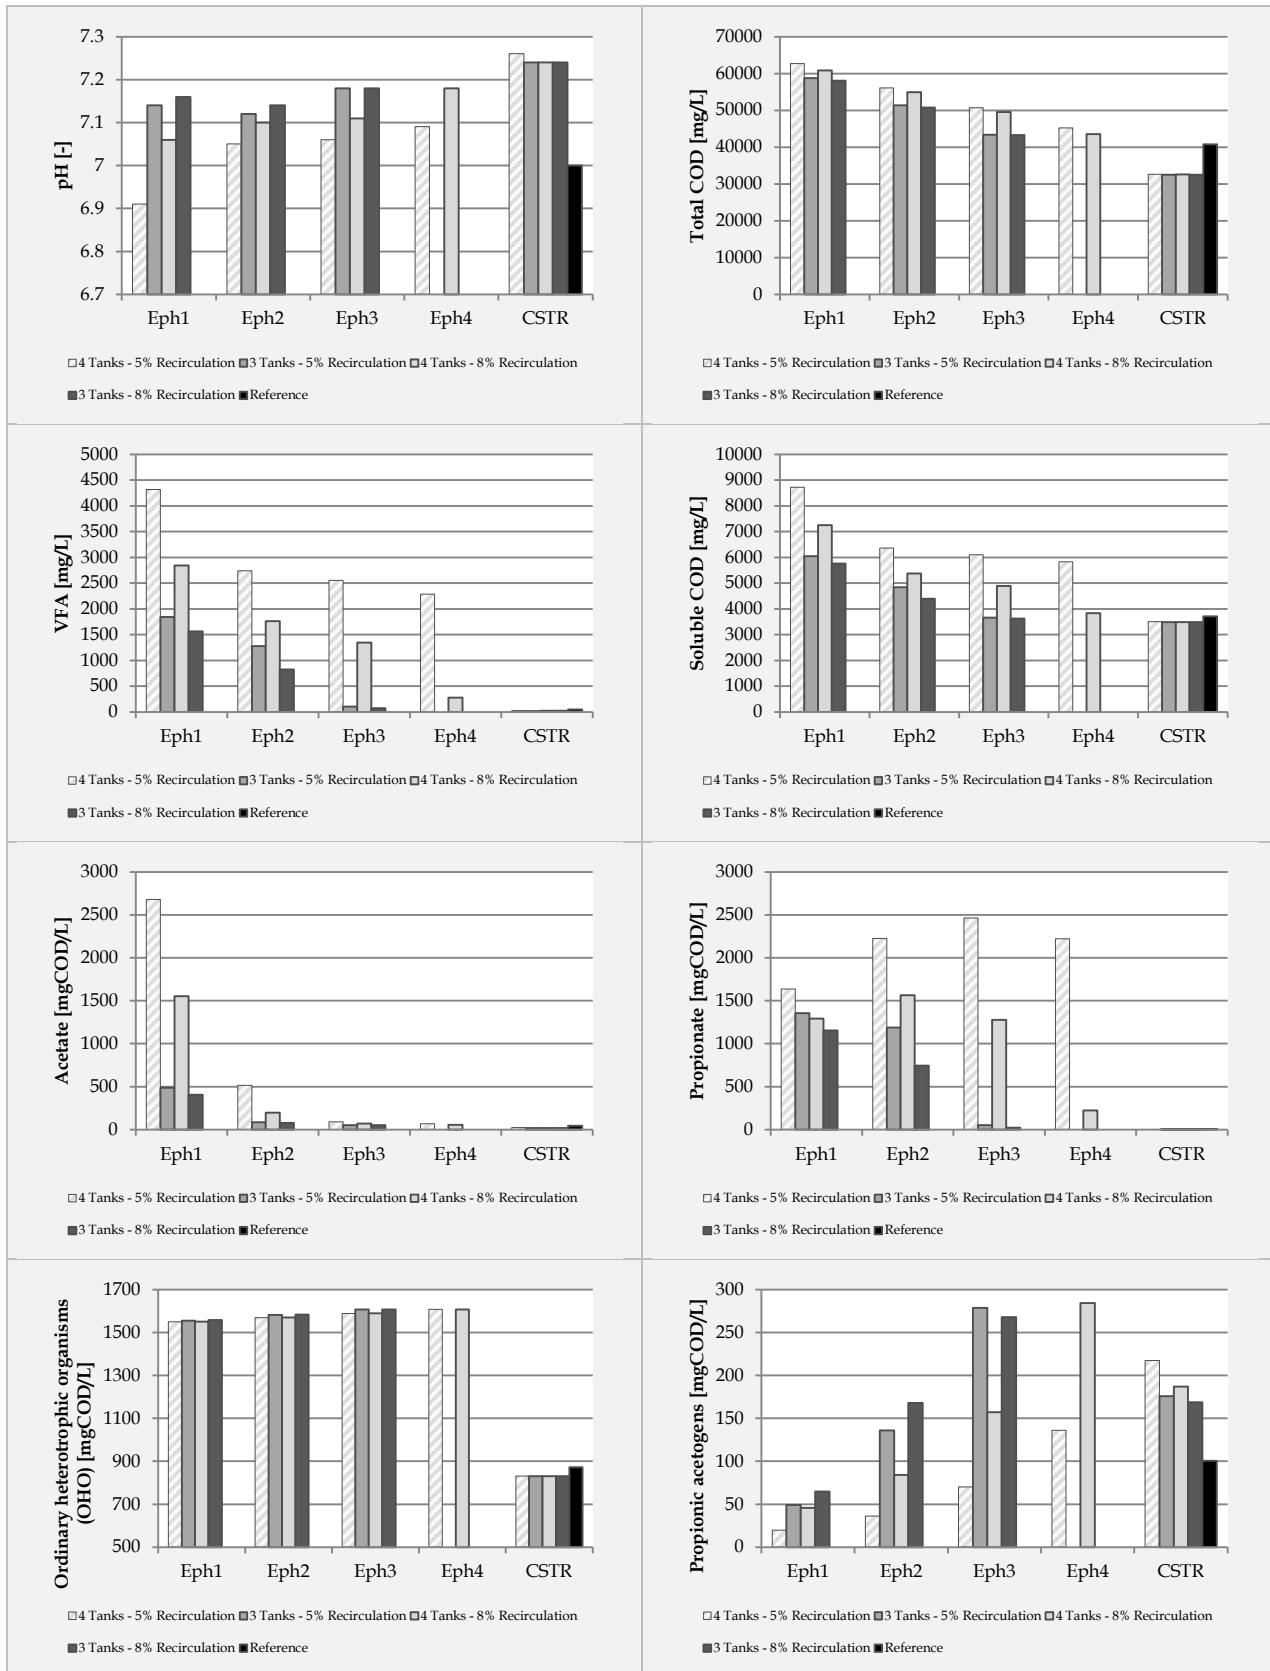 7.3
7.2
7.1
7
6.9
6.8
6.7
pH [-]
Eph1 Eph2 Eph3 Eph4 CSTR
4 Tanks - 5% Recirculation 3 Tanks - 5% Recirculation 4 Tanks - 8% Recirculation
3 Tanks - 8% Recirculation Reference
70000
60000
50000
40000
30000
20000
10000
0
Total COD [mg/L]
Eph1 Eph2 Eph3 Eph4 CSTR
4 Tanks - 5% Recirculation 3 Tanks - 5% Recirculation 4 Tanks - 8% Recirculation
3 Tanks - 8% Recirculation Reference
5000
4500
4000
3500
3000
2500
2000
1500
1000
500
0
VFA [mg/L]
Eph1 Eph2 Eph3 Eph4 CSTR
4 Tanks - 5% Recirculation 3 Tanks - 5% Recirculation 4 Tanks - 8% Recirculation
3 Tanks - 8% Recirculation Reference
10000
9000
8000
7000
6000
5000
4000
3000
2000
1000
0
Soluble COD [mg/L]
Eph1 Eph2 Eph3 Eph4 CSTR
4 Tanks - 5% Recirculation 3 Tanks - 5% Recirculation 4 Tanks - 8% Recirculation
3 Tanks - 8% Recirculation Reference
3000
2500
2000
1500
1000
500
0
Acetate [mgCOD/L]
Eph1 Eph2 Eph3 Eph4 CSTR
4 Tanks - 5% Recirculation 3 Tanks - 5% Recirculation 4 Tanks - 8% Recirculation
3 Tanks - 8% Recirculation Reference
3000
2500
2000
1500
1000
500
0
Propionate [mgCOD/L]
Eph1 Eph2 Eph3 Eph4 CSTR
4 Tanks - 5% Recirculation 3 Tanks - 5% Recirculation 4 Tanks - 8% Recirculation
3 Tanks - 8% Recirculation Reference
1700
1500
1300
1100
900
700
500
Ordinary heterotrophic organisms
(OHO) [mgCOD/L]
Eph1 Eph2 Eph3 Eph4 CSTR
4 Tanks - 5% Recirculation 3 Tanks - 5% Recirculation 4 Tanks - 8% Recirculation
3 Tanks - 8% Recirculation Reference
300
250
200
150
100
50
0
Propionic acetogens [mgCOD/L]
Eph1 Eph2 Eph3 Eph4 CSTR
4 Tanks - 5% Recirculation 3 Tanks - 5% Recirculation 4 Tanks - 8% Recirculation
3 Tanks - 8% Recirculation Reference